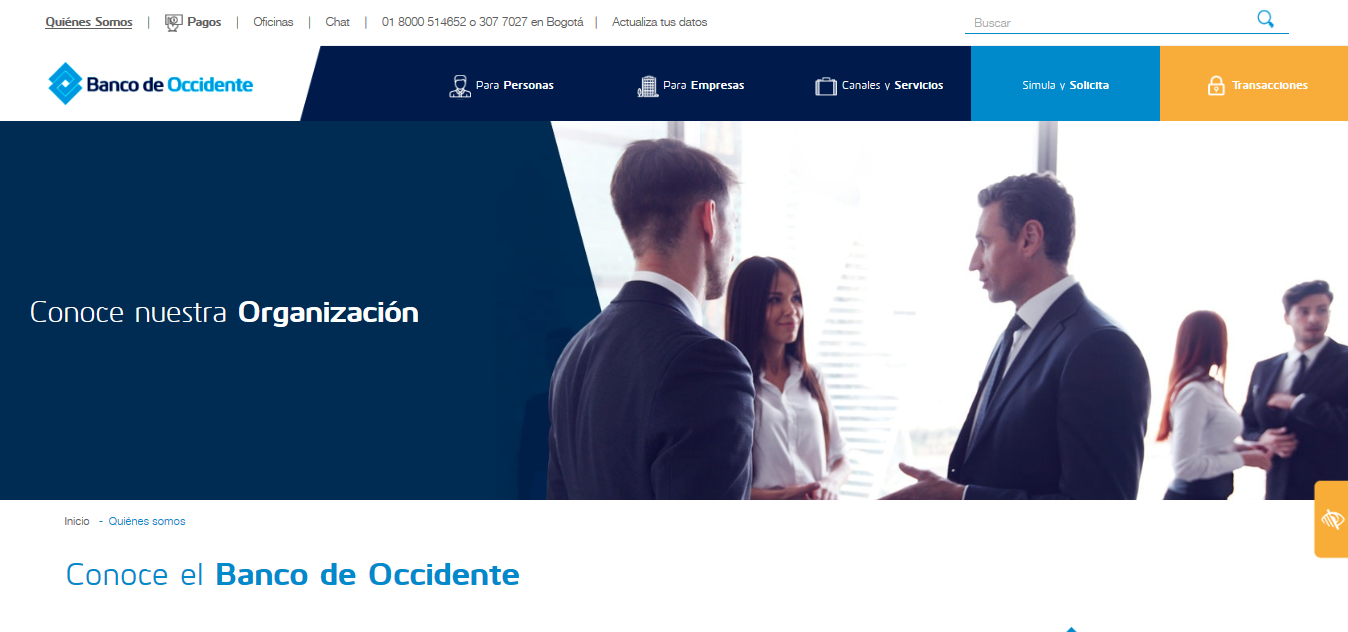 Quiénes Somos | Pagos | Oficinas | Chat | 01 8000 514652 o 307 7027 en Bogotá | Actualiza tus datos
Buscar
Banco de Occidente
Para Personas
Para Empresas
Canales y Servicios
Simula y Solicita
Transacciones
Conoce nuestra Organización
Inicio - Quiénes somos
Conoce el Banco de Occidente